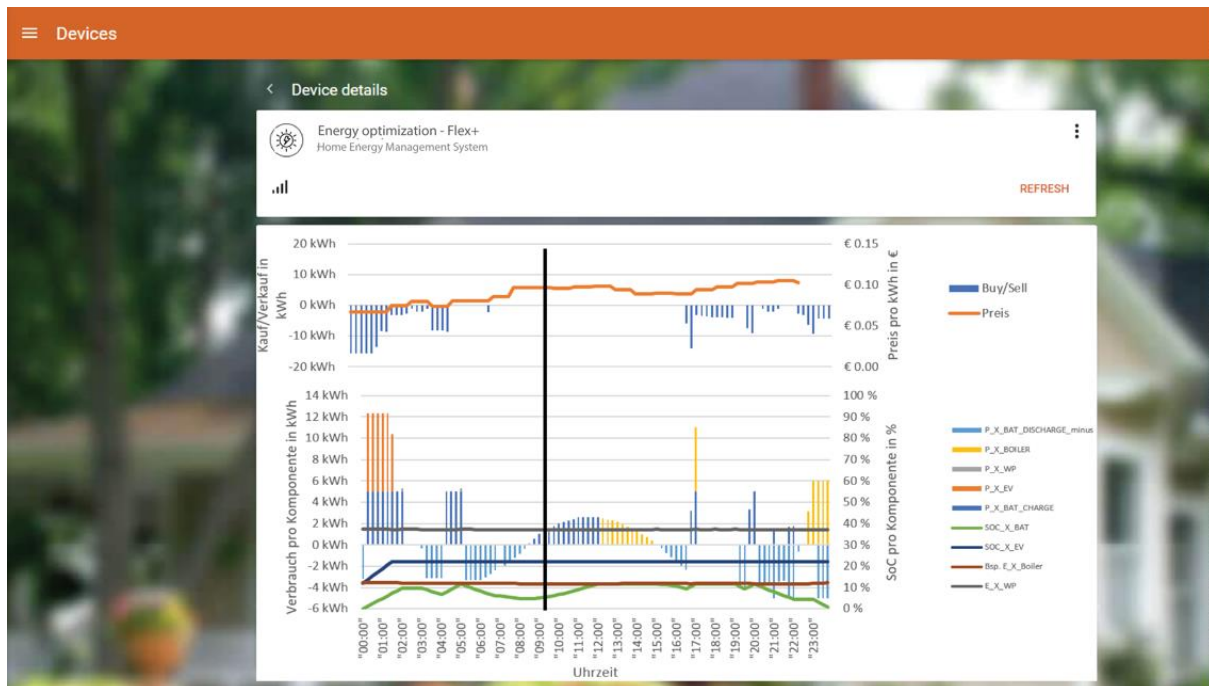 Devices
Device details
Energy optimization - Flex+
Home Energy Management System
REFRESH
Kauf/Verkauf in
kWh
20 kWh
10 kWh
0 kWh
-10 kWh
-20 kWh
€ 0.15
€ 0.10
€ 0.05
€ 0.00
Preis pro kWh in €
Buy/Sell
Preis
Verbrauch pro Komponente in kWh
14 kWh
12 kWh
10 kWh
8 kWh
6 kWh
4 kWh
2 kWh
0 kWh
-2 kWh
-4 kWh
-6 kWh
100 %
90 %
80 %
70 %
60 %
50 %
40 %
30 %
20 %
10 %
0 %
SoC pro Komponente in %
P_X_BAT_DISCHARGE_minus
P_X_BOILER
P_X_WP
P_X_EV
P_X_BAT_CHARGE
SOC_X_BAT
SOC_X_EV
Bsp. E_X_Boiler
E_X_WP
"00:00"
"01:00"
"02:00"
"03:00"
"04:00"
"05:00"
"06:00"
"07:00"
"08:00"
"09:00"
"10:00"
"11:00"
"12:00"
"13:00"
"14:00"
"15:00"
"16:00"
"17:00"
"18:00"
"19:00"
"20:00"
"21:00"
"22:00"
"23:00"
Uhrzeit